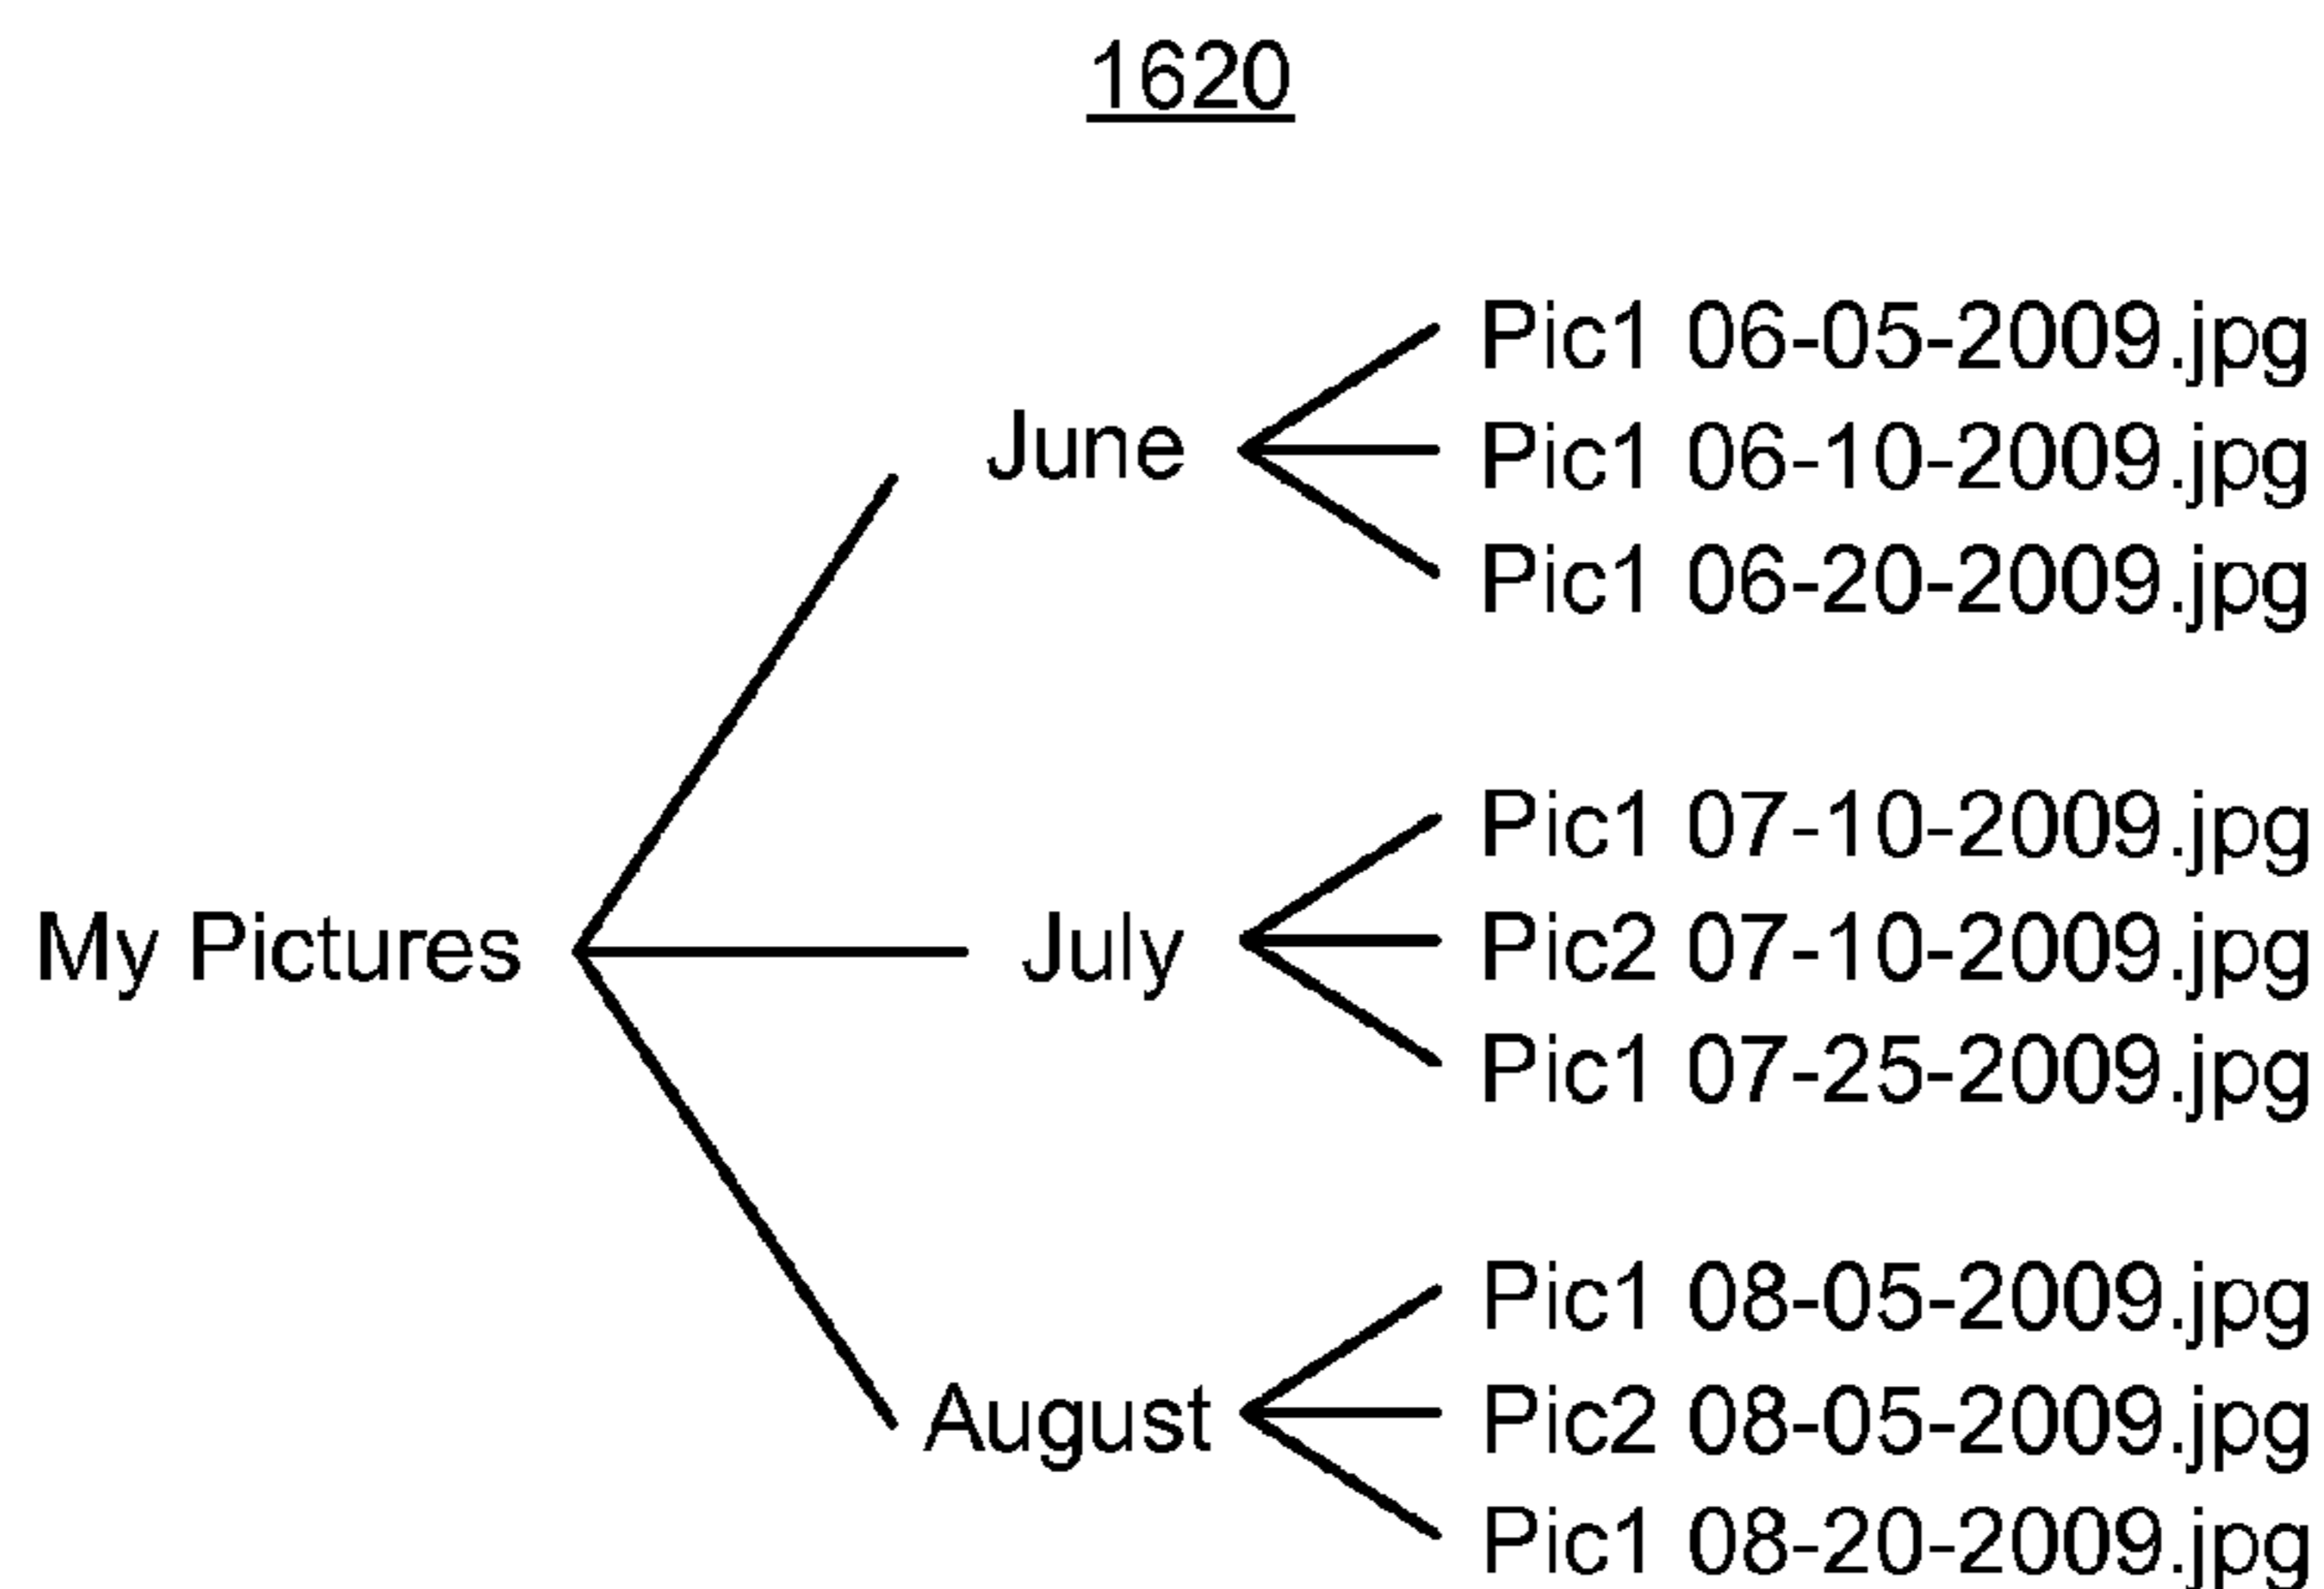 1620
Pic1 06-05-2009.jpg
June
Pic1 06-10-2009.jpg
Pic1 06-20-2009.jpg
Pic1 07-10-2009.jpg
My Pictures
July
Pic2 07-10-2009.jpg
Pic1 07-25-2009.jpg
Pic1 08-05-2009.jpg
August
Pic2 08-05-2009.jpg
Pic1 08-20-2009.jpg